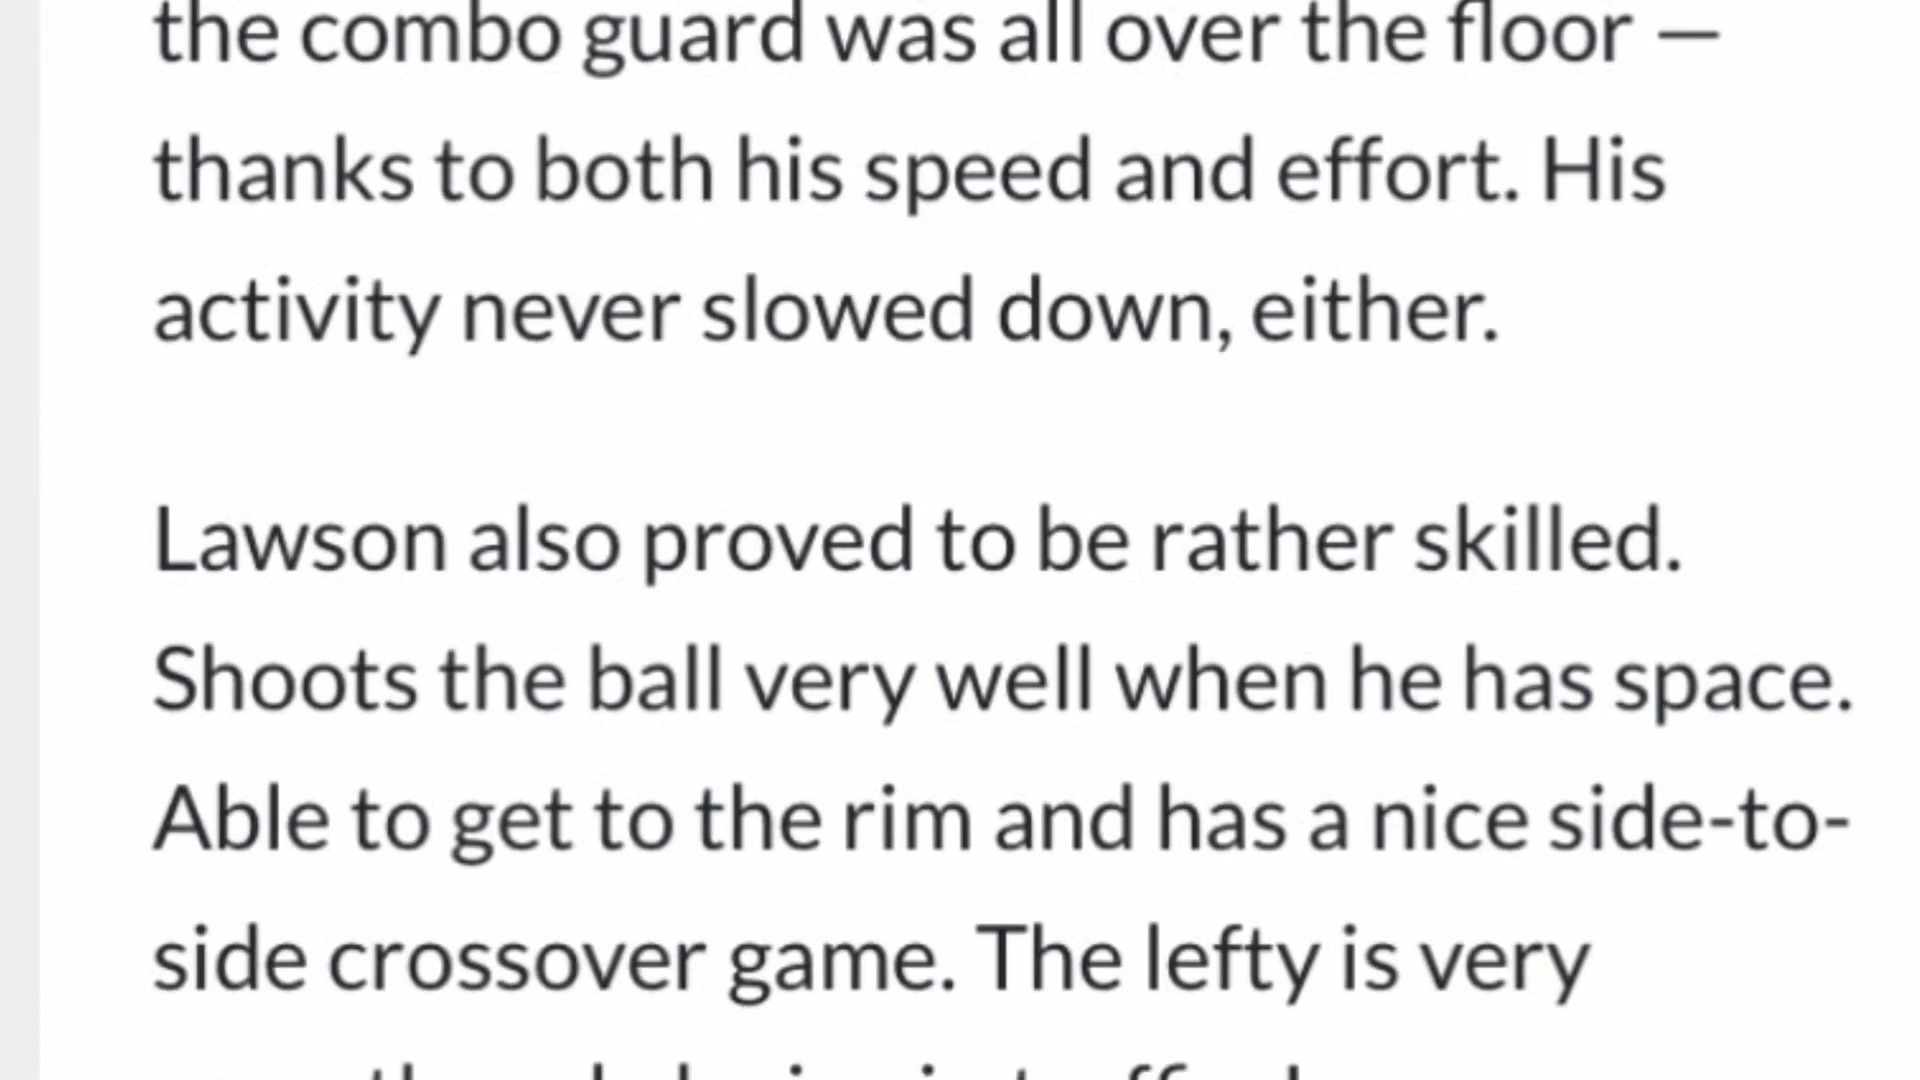 the combo guard was all over the floor —
thanks to both his speed and effort. His
activity never slowed down, either.
Lawson also proved to be rather skilled.
Shoots the ball very well when he has space.
Able to get to the rim and has a nice side-to-
side crossover game. The lefty is very